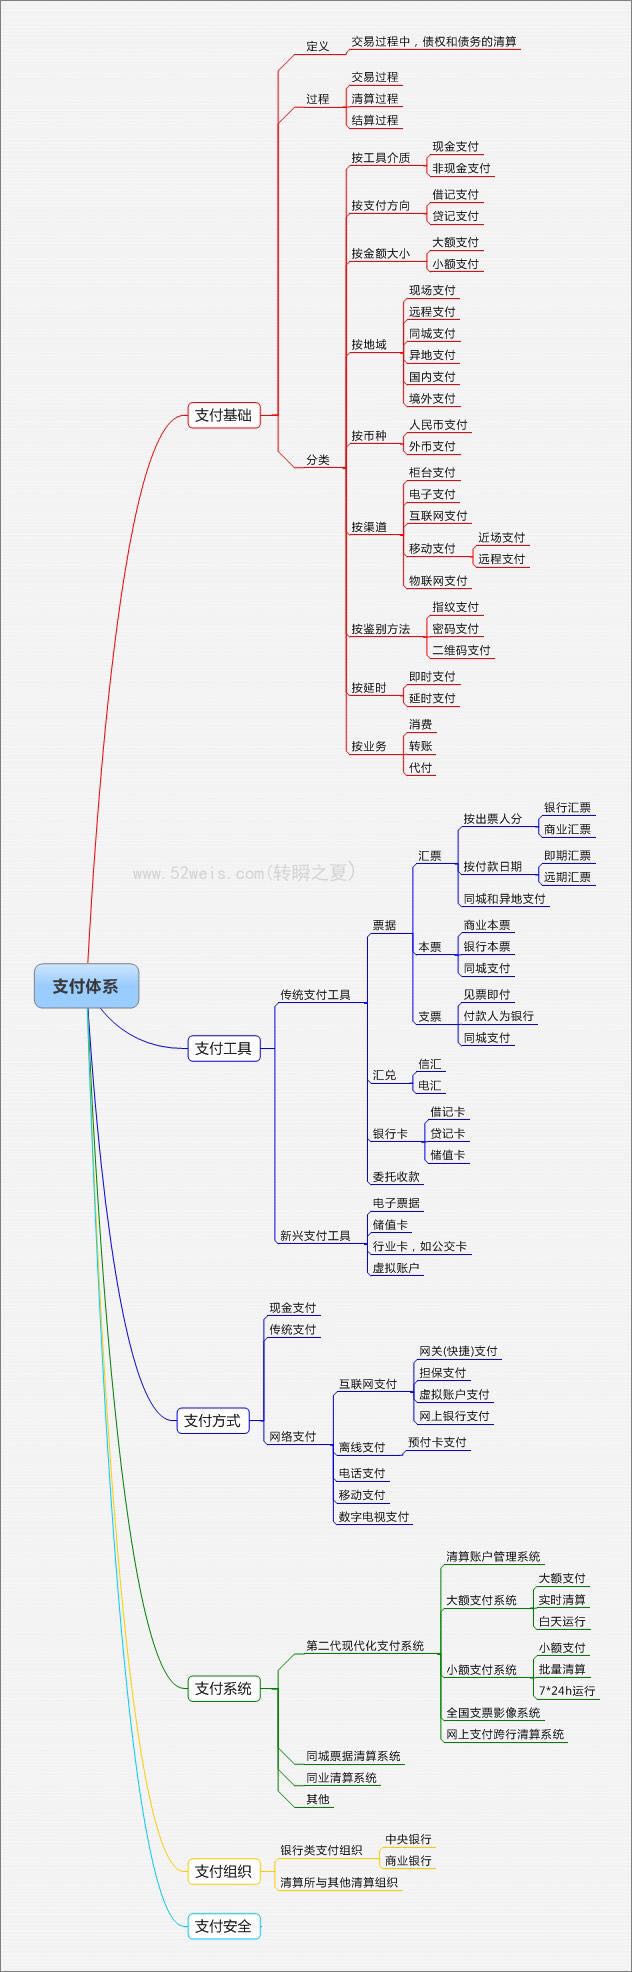 定义
交易过程中，债权和债务的清算
过程
交易过程
清算过程
结算过程
按工具介质
现金支付
非现金支付
按支付方向
借记支付
贷记支付
按金额大小
大额支付
小额支付
按地域
现场支付
远程支付
同城支付
异地支付
国内支付
境外支付
支付基础
分类
按币种
人民币支付
外币支付
按渠道
柜台支付
电子支付
互联网支付
移动支付
近场支付
远程支付
物联网支付
按鉴别方法
指纹支付
密码支付
二维码支付
按延时
即时支付
延时支付
按业务
消费
转账
代付
www.52weis.com(转瞬之夏)
支付体系
支付工具
传统支付工具
票据
汇票
按出票人分
银行汇票
商业汇票
按付款日期
即期汇票
远期汇票
同城和异地支付
本票
商业本票
银行本票
同城支付
支票
见票即付
付款人为银行
同城支付
汇兑
信汇
电汇
银行卡
借记卡
贷记卡
储值卡
委托收款
新兴支付工具
电子票据
储值卡
行业卡，如公交卡
虚拟账户
支付方式
现金支付
传统支付
网络支付
互联网支付
网关(快捷)支付
担保支付
虚拟账户支付
网上银行支付
离线支付
预付卡支付
电话支付
移动支付
数字电视支付
支付系统
第二代现代化支付系统
清算账户管理系统
大额支付系统
大额支付
实时清算
白天运行
小额支付系统
小额支付
批量清算
7*24h运行
全国支票影像系统
网上支付跨行清算系统
同城票据清算系统
同业清算系统
其他
支付组织
银行类支付组织
中央银行
商业银行
清算所与其他清算组织
支付安全